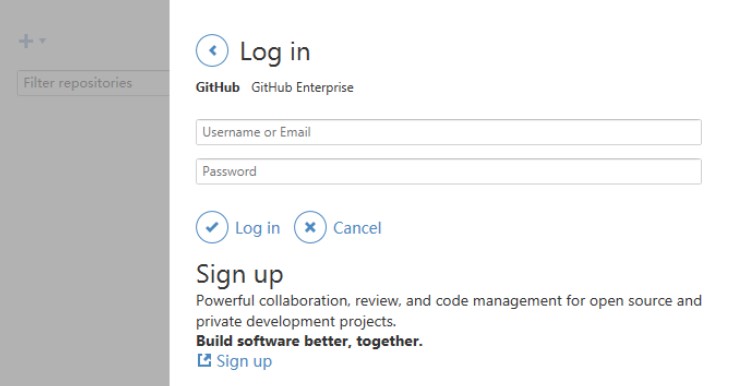 Log in
GitHub GitHub Enterprise
Filter repositories
Username or Email
Password
Log in Cancel
Sign up
Powerful collaboration, review, and code management for open source and
private development projects.
Build software better, together.
Sign up